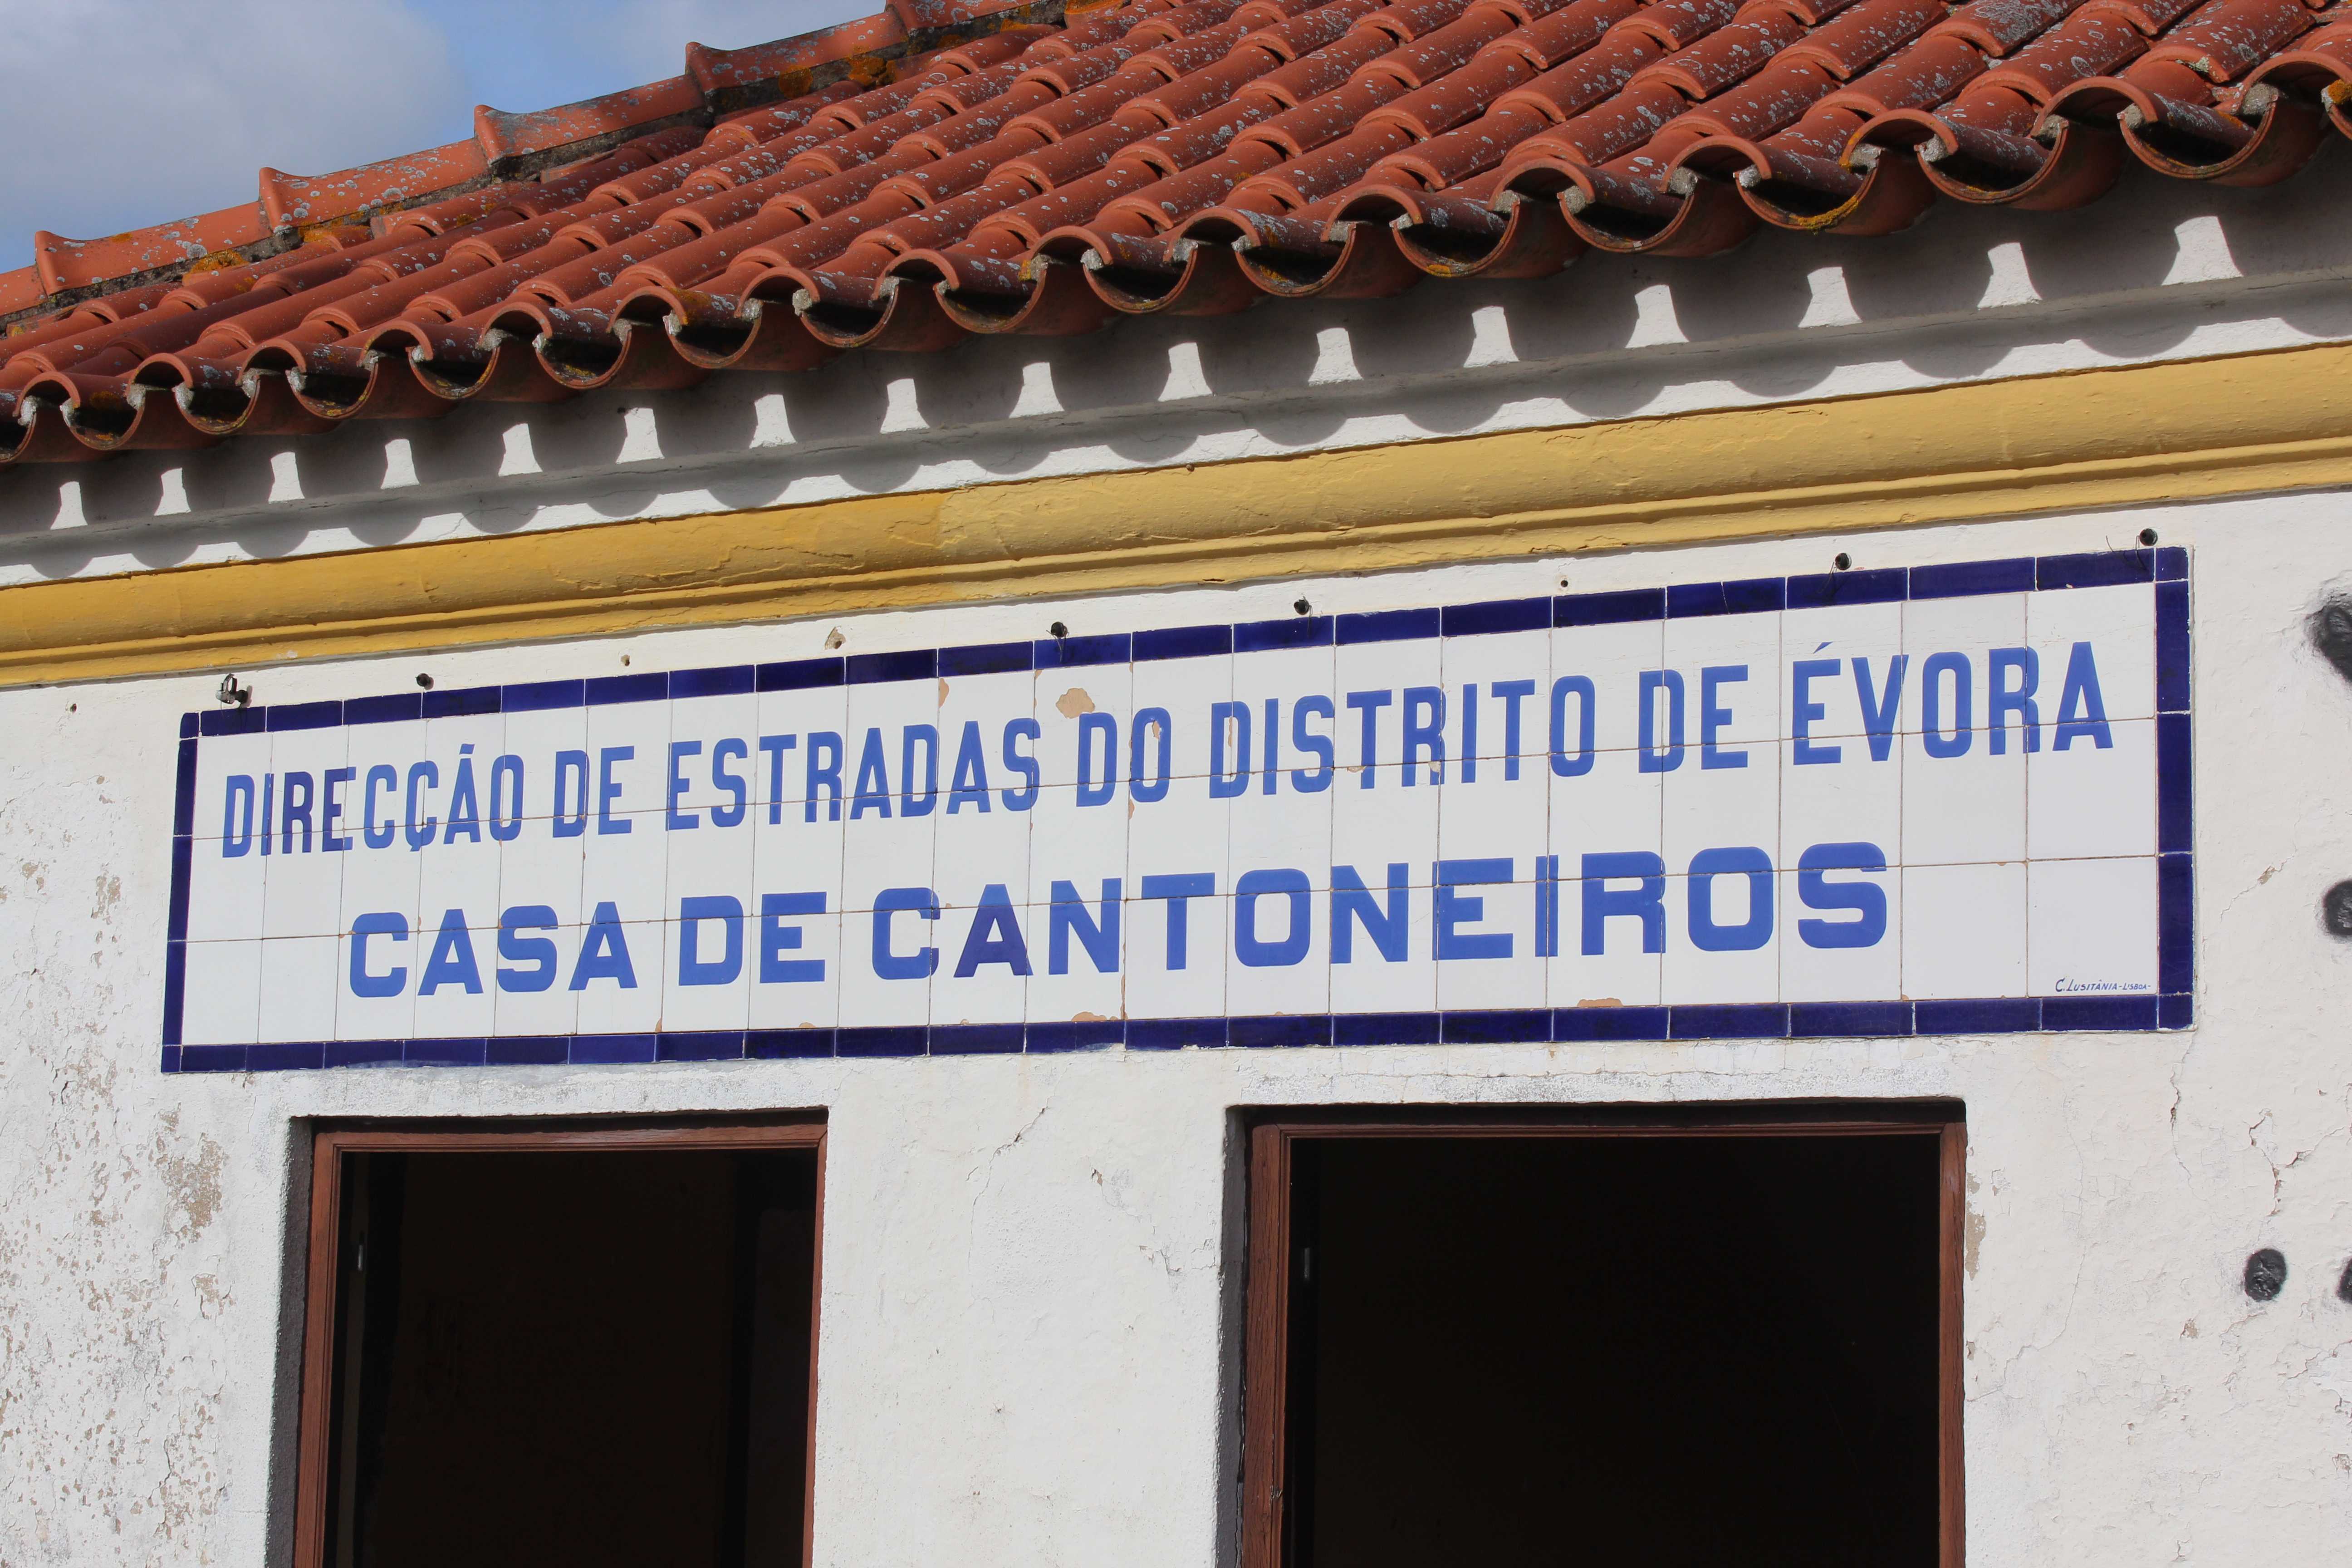 DIRECÇÃO DE ESTRADAS DO DISTRITO DE ÉVORA
CASA DE CANTONEIROS
C. LUSITÂNIA-LISBOA-